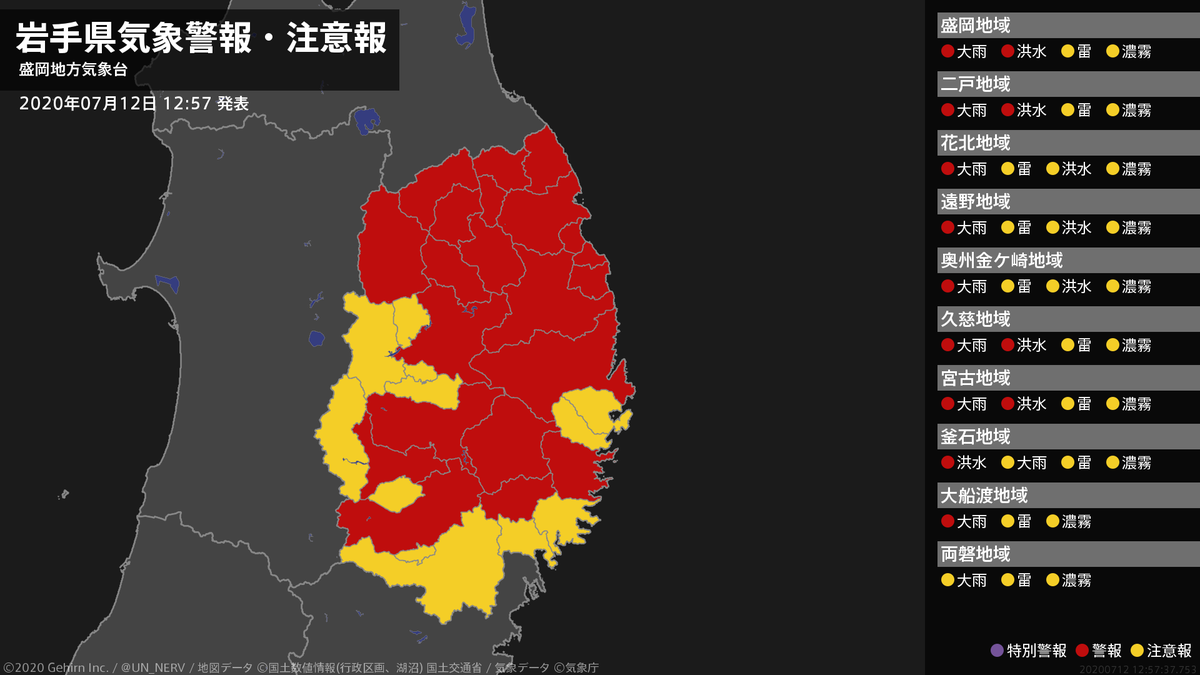 岩手県気象警報・注意報
盛岡地方気象台
2020年07月12日 12:57 発表
盛岡地域
大雨 洪水 雷 濃霧
二戸地域
大雨 洪水 雷 濃霧
花北地域
大雨 雷 洪水 濃霧
遠野地域
大雨 雷 洪水 濃霧
奥州金ケ崎地域
大雨 雷 洪水 濃霧
久慈地域
大雨 洪水 雷 濃霧
宮古地域
大雨 洪水 雷 濃霧
釜石地域
洪水 大雨 雷 濃霧
大船渡地域
大雨 雷 濃霧
両磐地域
大雨 雷 濃霧
特別警報 警報 注意報
©2020 Gehirn Inc. / @UN_NERV / 地図データ ©国土数値情報(行政区画、湖沼) 国土交通省 / 気象データ ©気象庁
20200712 12:57:37.753